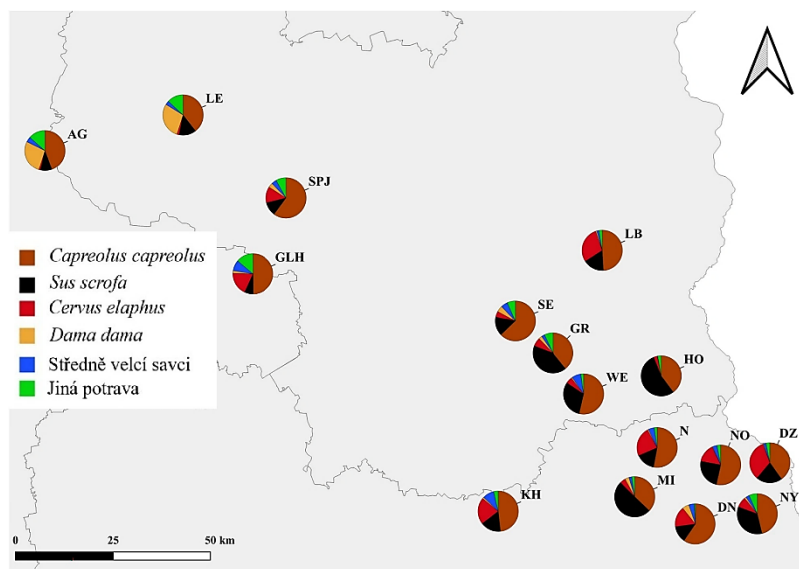 LE
AG
SPJ
LB
GLH
Capreolus capreolus
Sus scrofa
Cervus elaphus
Dama dama
Středně velcí savci
Jiná potrava
SE
GR
HO
WE
N
NO
DZ
MI
KH
DN
NY
0 25 50 km